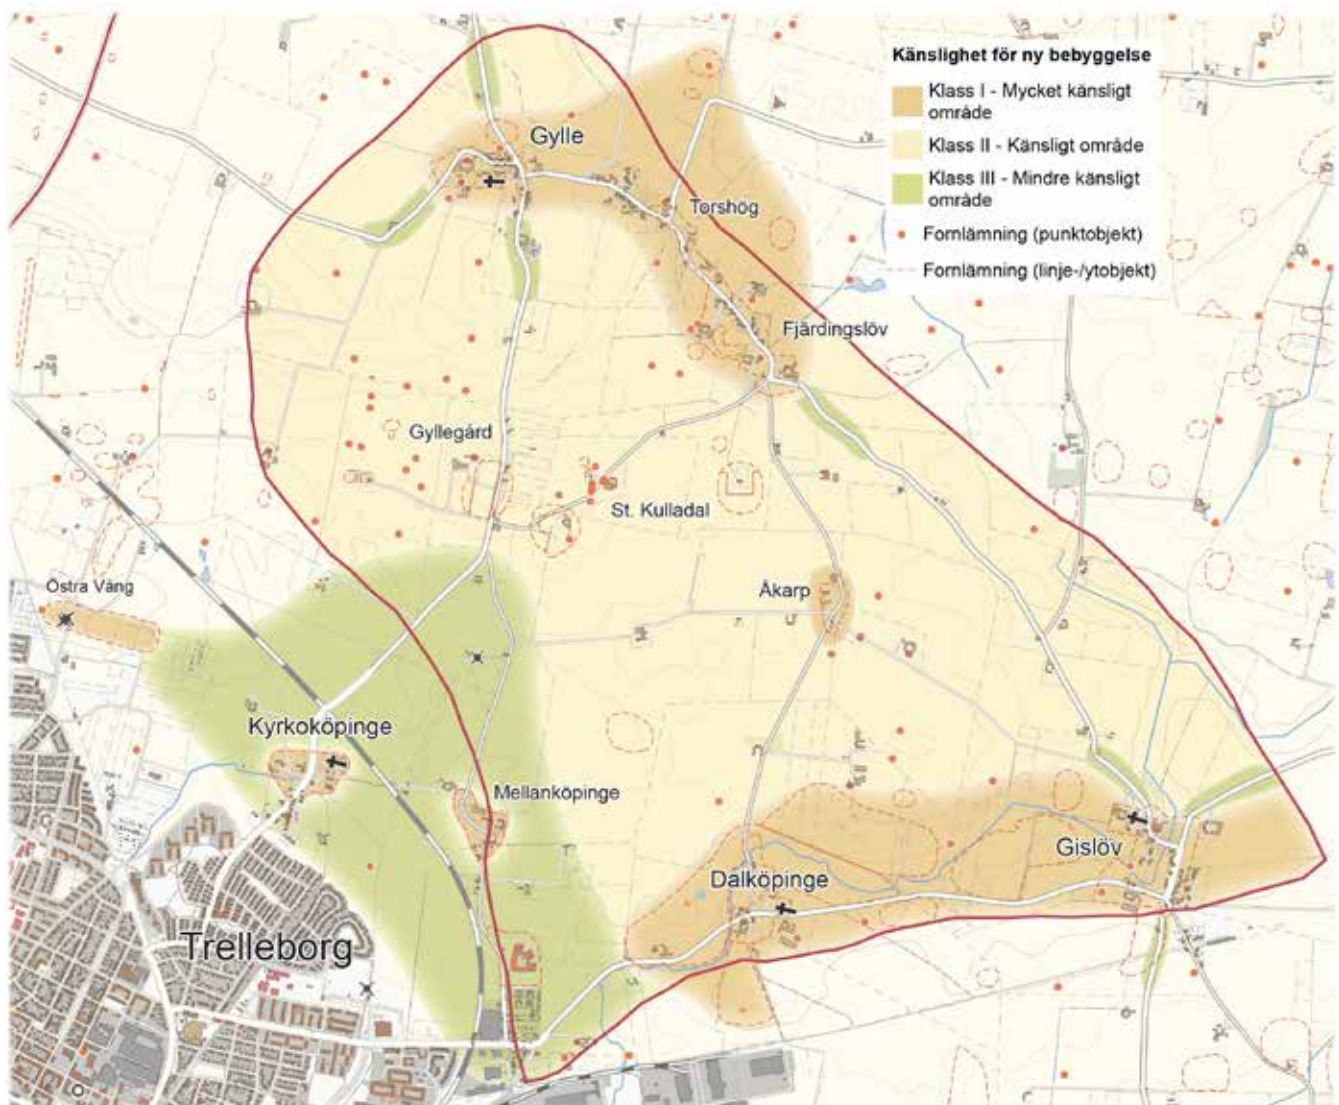 Känslighet för ny bebyggelse
Klass I - Mycket känsligt
område
Klass II - Känsligt område
Klass III - Mindre känsligt
område
Fornlämning (punktobjekt)
Fornlämning (linje-/ytobjekt)
Gylle
Torshög
Fjärdingslöv
Gyllegård
St. Kulladal
Östra Vång
Åkarp
Kyrkoköpinge
Mellanköpinge
Gislöv
Dalköpinge
Trelleborg